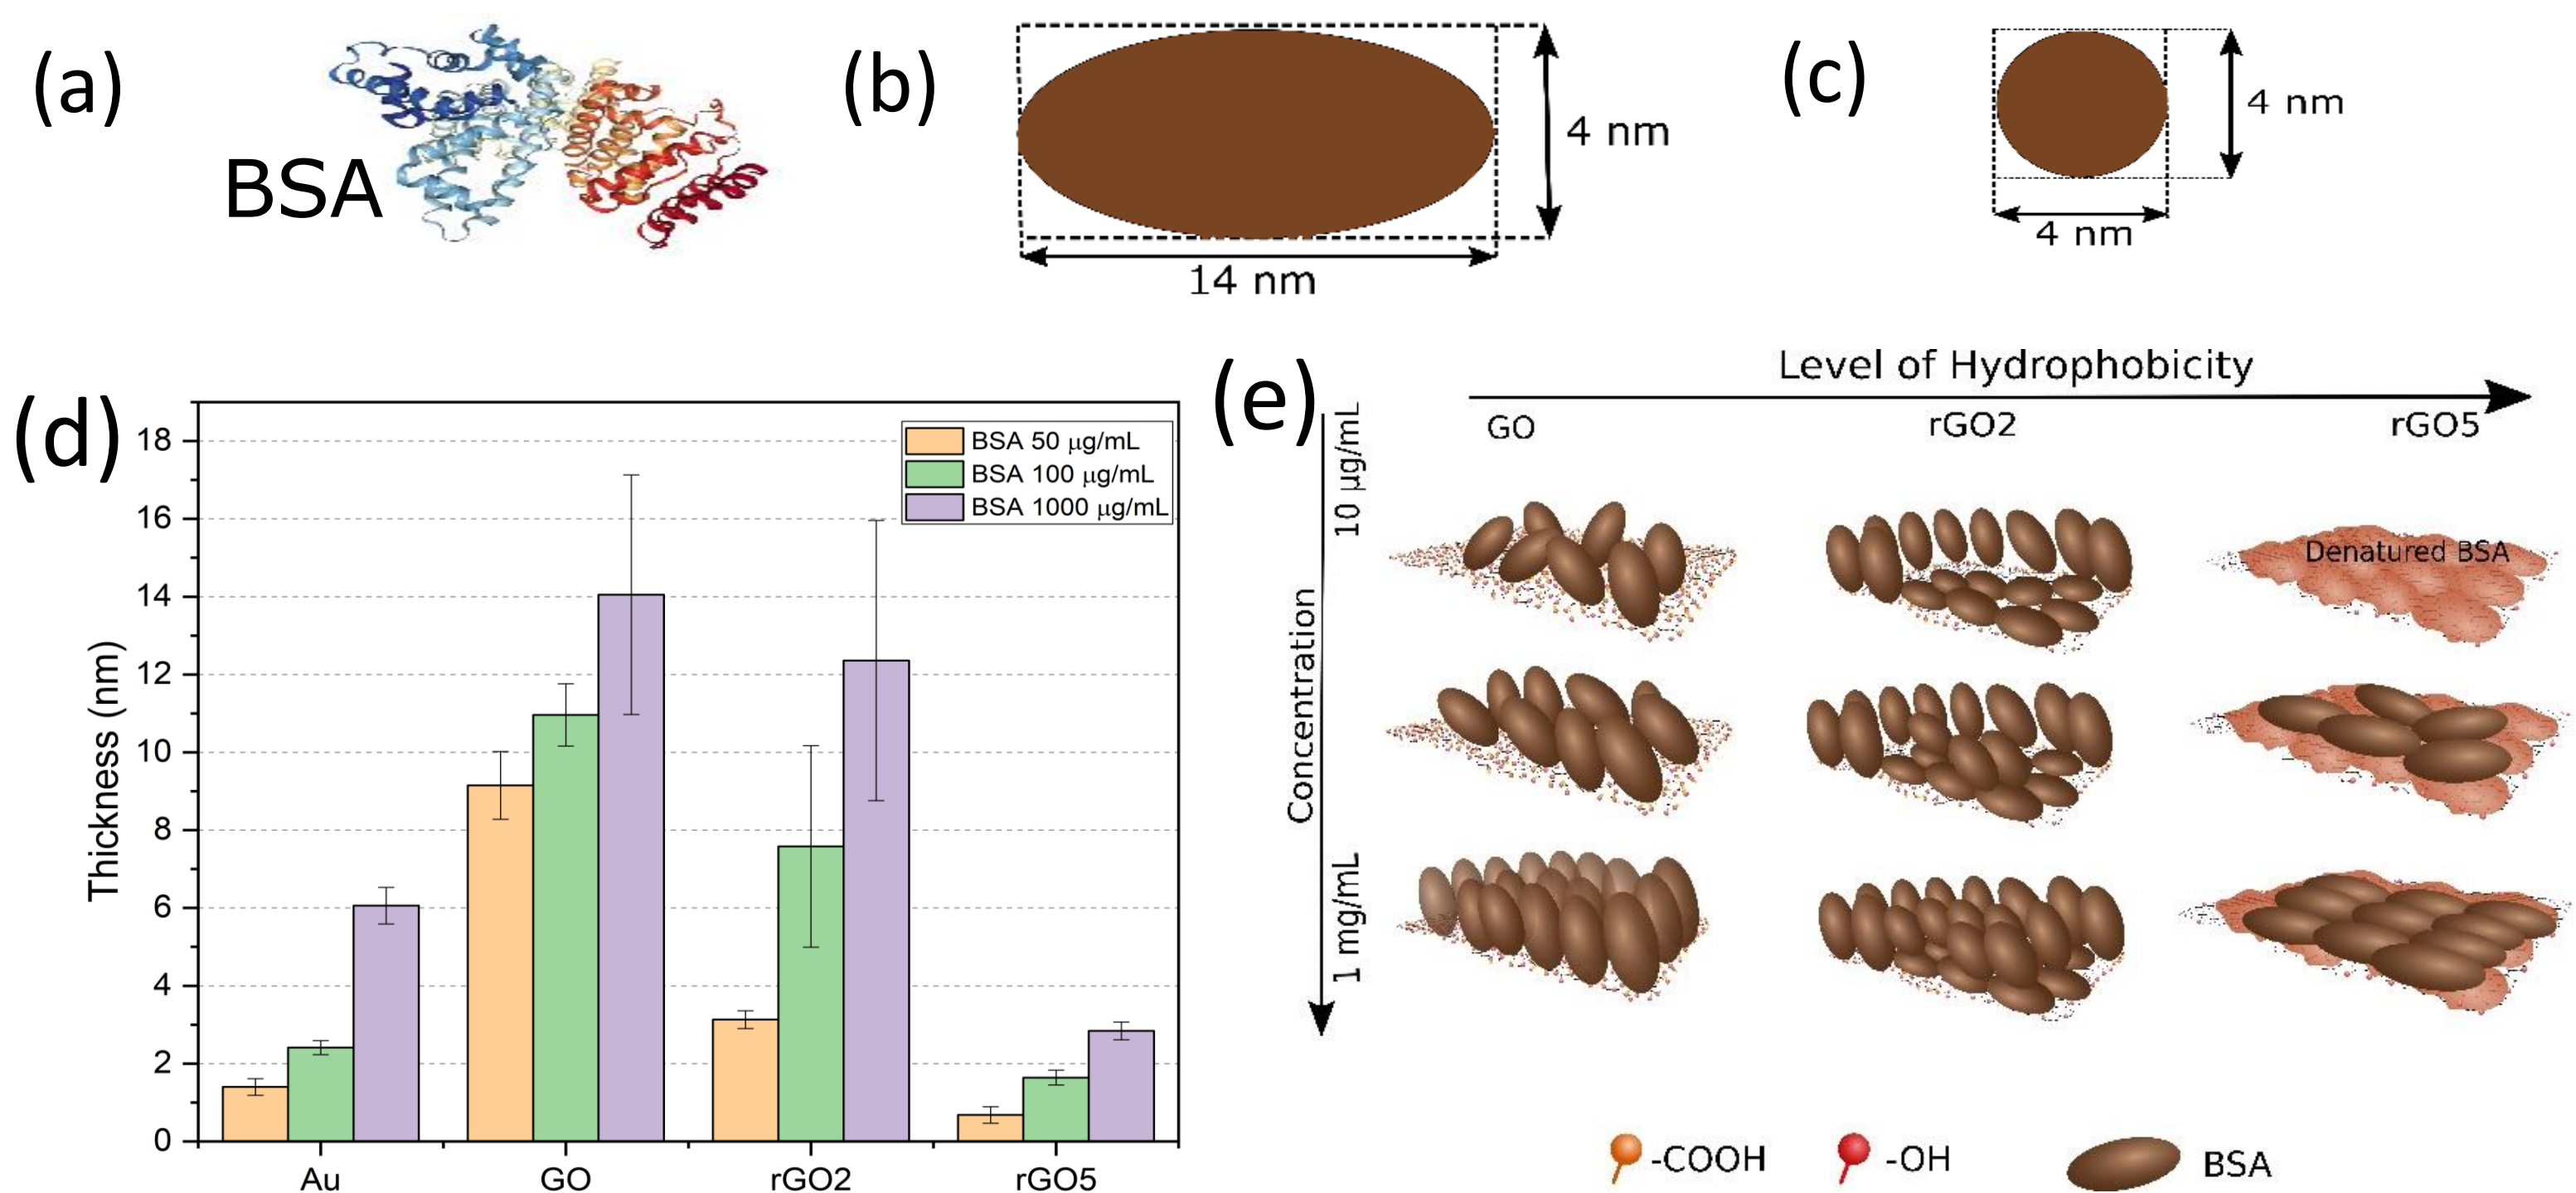 (a)
BSA
(b)
4 nm
14 nm
(c)
4 nm
4 nm
(d)
Thickness (nm)
18
16
14
12
10
8
6
4
2
0
BSA 50 μg/mL
BSA 100 μg/mL
BSA 1000 μg/mL
Au
GO
rGO2
rGO5
(e)
Level of Hydrophobicity
GO
rGO2
rGO5
10 μg/mL
Concentration
1 mg/mL
Denatured BSA
-COOH
-OH
BSA